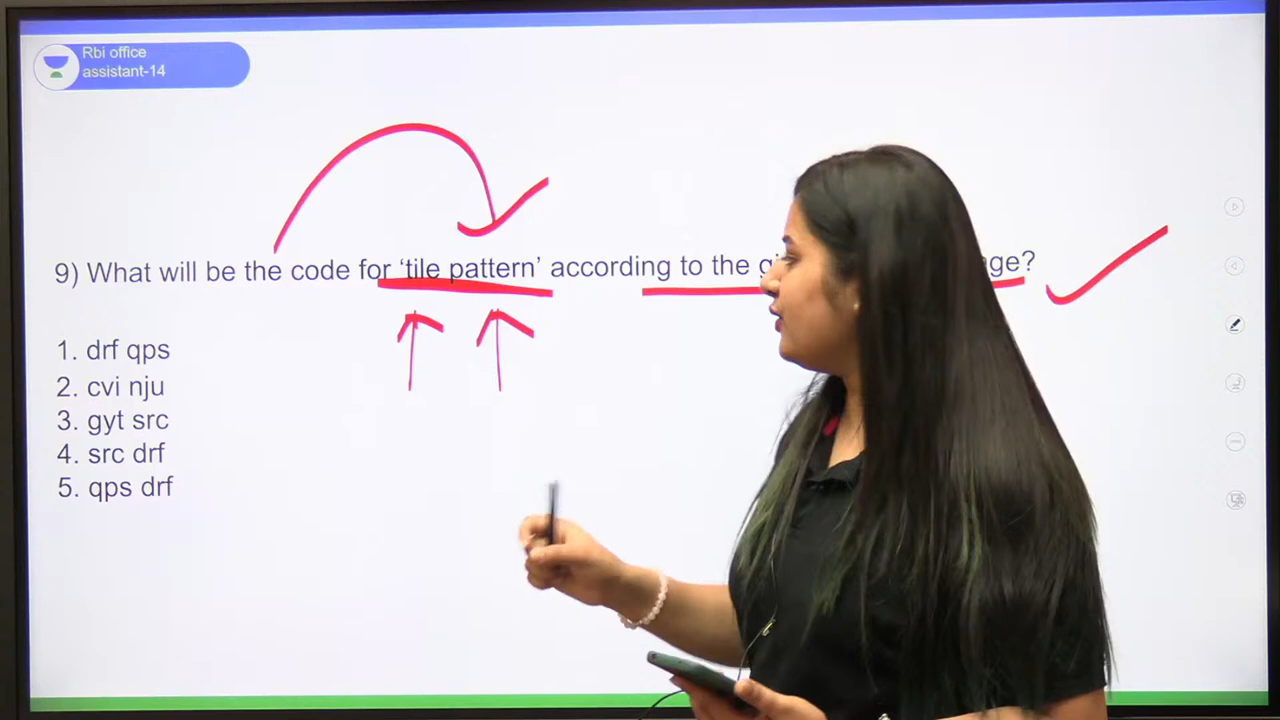 Rbi office
assistant-14
9) What will be the code for ‘tile pattern’ according to the
1. drf qps
2. cvi nju
3. gyt src
4. src drf
5. qps drf